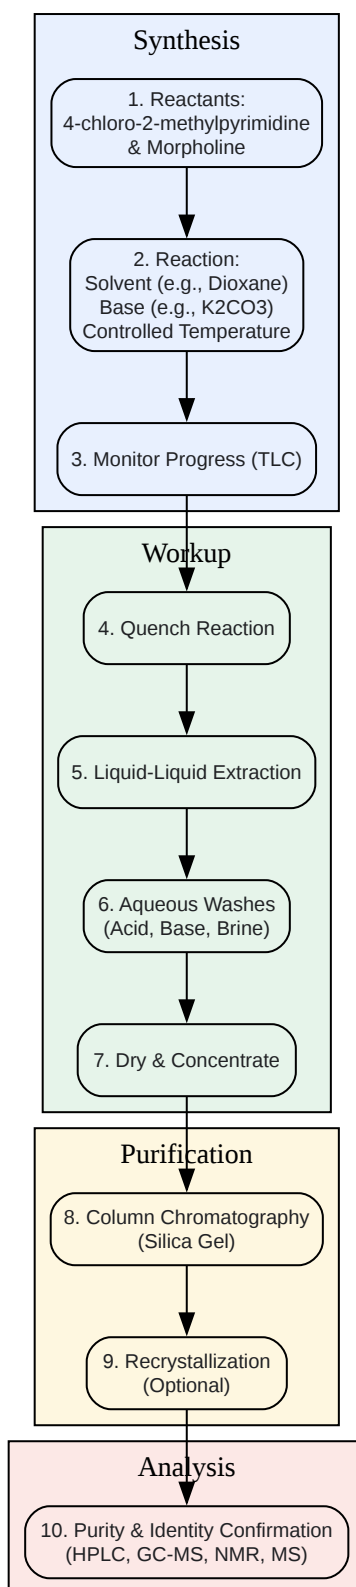 Synthesis
1. Reactants:
4-chloro-2-methylpyrimidine
& Morpholine
2. Reaction:
Solvent (e.g., Dioxane)
Base (e.g., K2CO3)
Controlled Temperature
3. Monitor Progress (TLC)
Workup
4. Quench Reaction
5. Liquid-Liquid Extraction
6. Aqueous Washes
(Acid, Base, Brine)
7. Dry & Concentrate
Purification
8. Column Chromatography
(Silica Gel)
9. Recrystallization
(Optional)
Analysis
10. Purity & Identity Confirmation
(HPLC, GC-MS, NMR, MS)